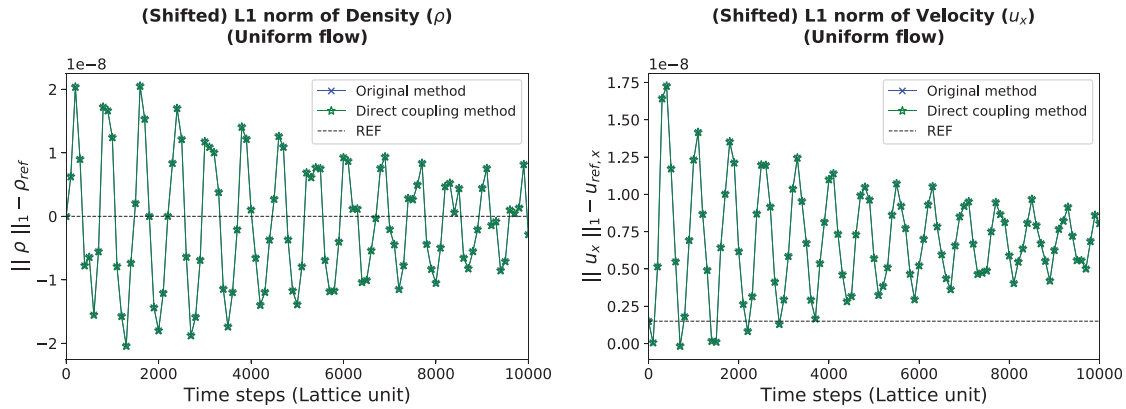 (Shifted) L1 norm of Density (ρ)
(Uniform flow)
1e−8
2
1
0
−1
−2
|| ρ ||₁ − ρ_ref
0
2000
4000
6000
8000
10000
Time steps (Lattice unit)
Original method
Direct coupling method
REF
(Shifted) L1 norm of Velocity (uₓ)
(Uniform flow)
1e−8
1.75
1.50
1.25
1.00
0.75
0.50
0.25
0.00
|| uₓ ||₁ − u_ref,x
0
2000
4000
6000
8000
10000
Time steps (Lattice unit)
Original method
Direct coupling method
REF